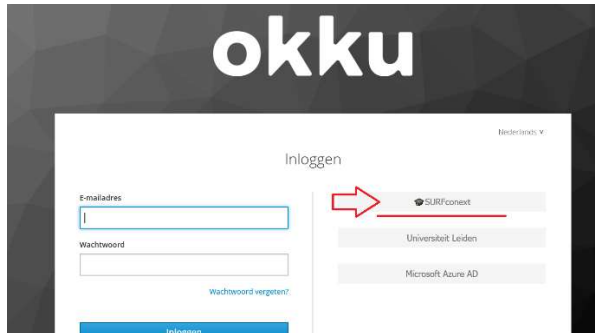 okku
Nederlands
Inloggen
E-mailadres
Wachtwoord
Wachtwoord vergeten?
Inloggen
SURFconext
Universiteit Leiden
Microsoft Azure AD